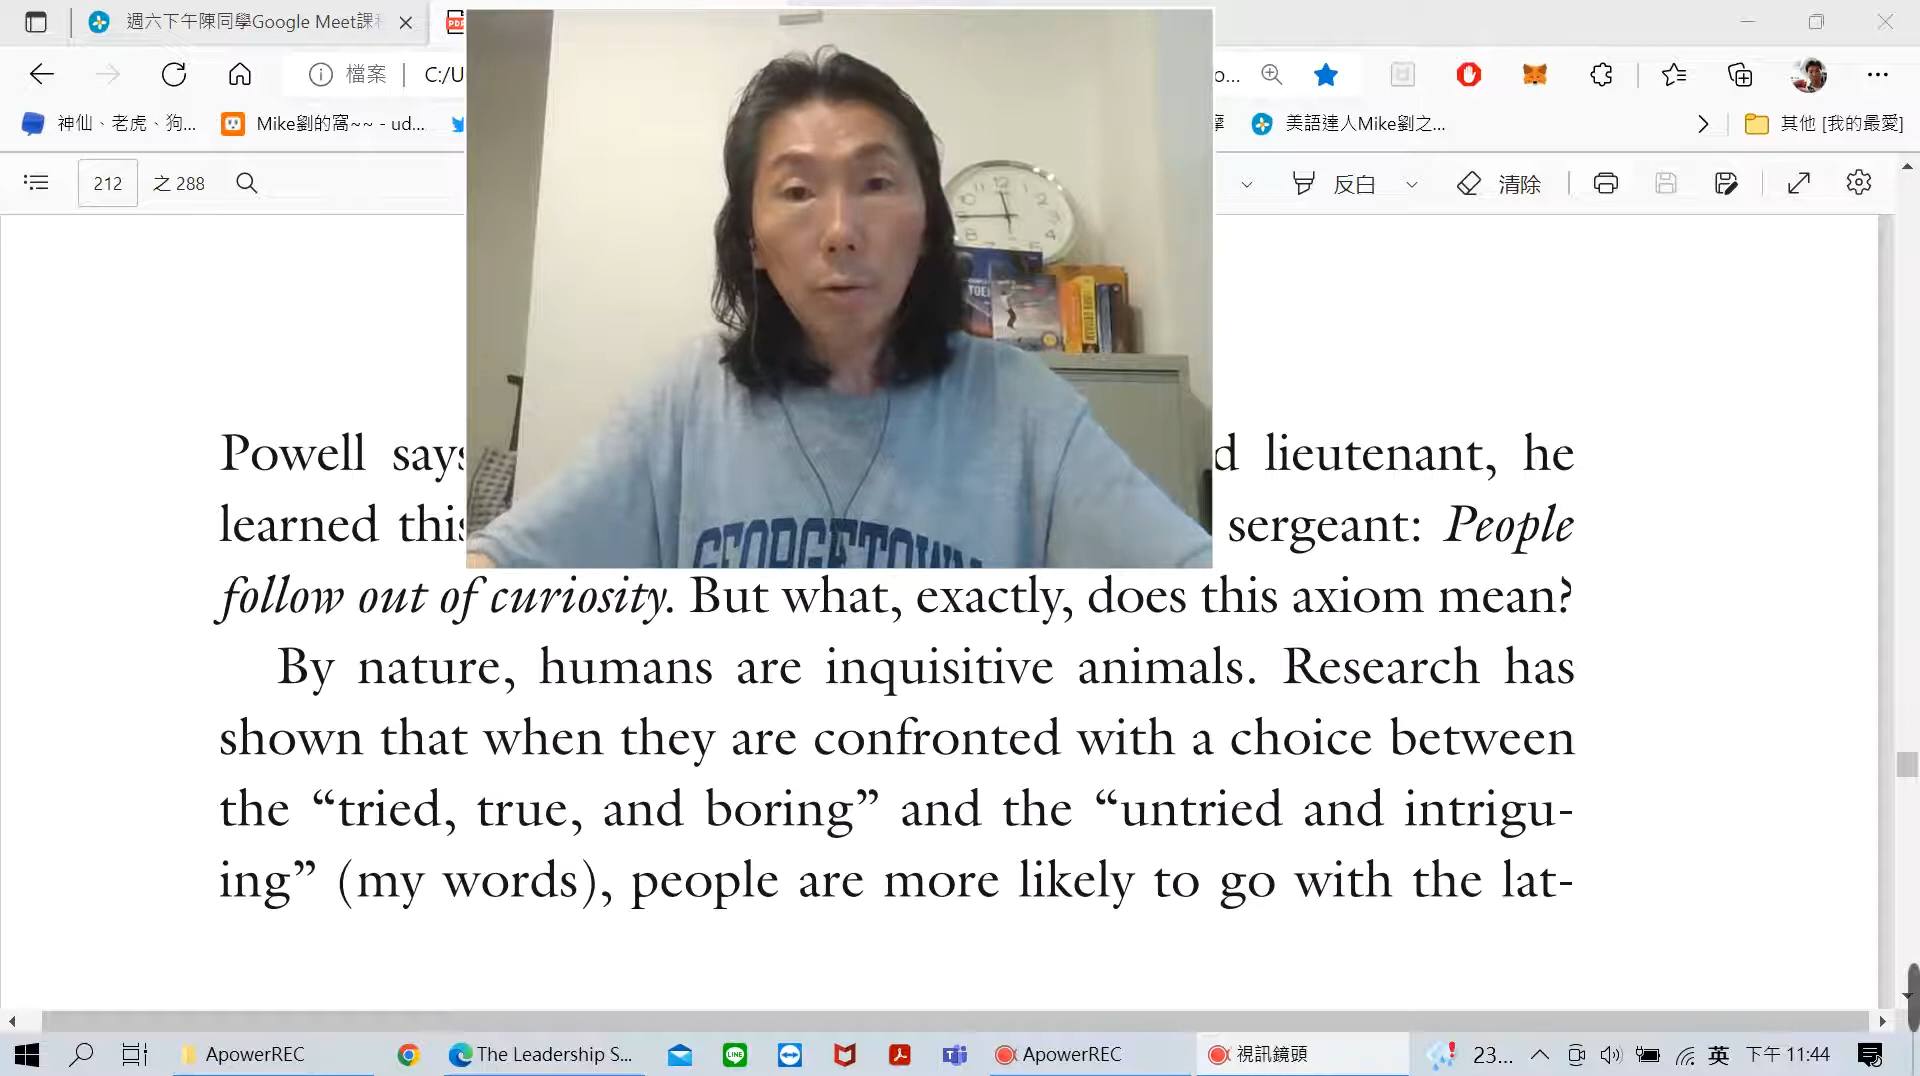 週六下午陳同學Google Meet課程
檔案
C:/U
神仙、老虎、狗...
Mike劉的窩~~ - ud...
美語達人Mike劉之...
其他 [我的最愛]
212 之 288
反白
清除
Powell says
d lieutenant, he
learned this
sergeant: People
follow out of curiosity. But what, exactly, does this axiom mean?
By nature, humans are inquisitive animals. Research has
shown that when they are confronted with a choice between
the “tried, true, and boring” and the “untried and intrigu-
ing” (my words), people are more likely to go with the lat-
GEORGETOWN
ApowerREC
The Leadership S...
ApowerREC
視訊鏡頭
23...
英
下午 11:44